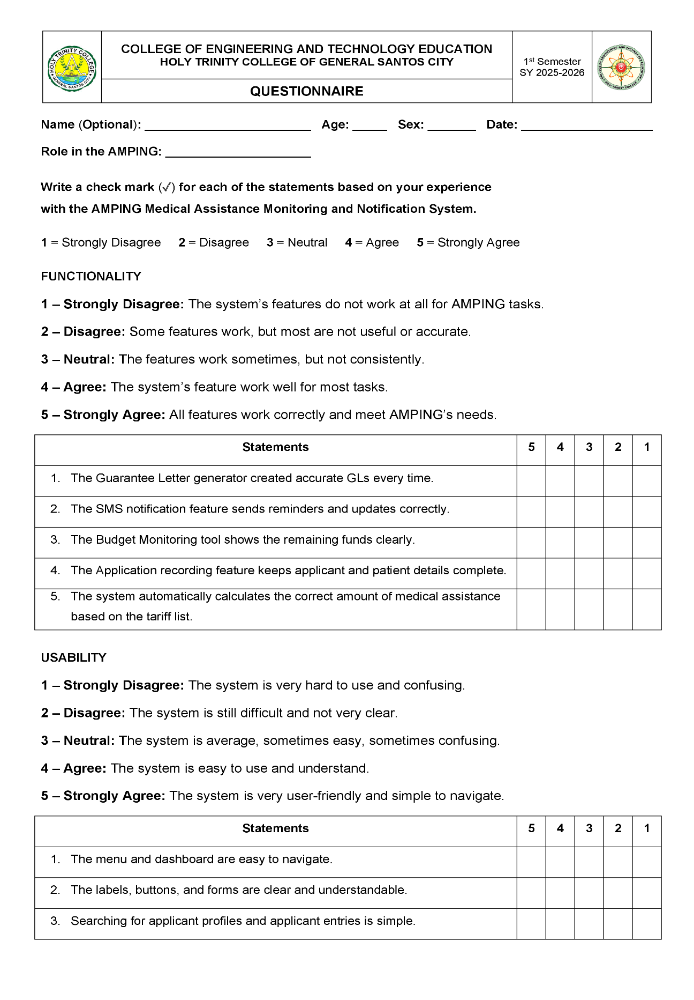 COLLEGE OF ENGINEERING AND TECHNOLOGY EDUCATION
HOLY TRINITY COLLEGE OF GENERAL SANTOS CITY
QUESTIONNAIRE
1st Semester
SY 2025-2026
HOLY TRINITY COLLEGE
GENERAL SANTOS CITY
COLLEGE OF ENGINEERING AND TECHNOLOGY EDUCATION
HOLY TRINITY COLLEGE
Name (Optional): ________________________ Age: _____ Sex: _______ Date: ___________________
Role in the AMPING: _____________________
Write a check mark (✓) for each of the statements based on your experience
with the AMPING Medical Assistance Monitoring and Notification System.
1 = Strongly Disagree 2 = Disagree 3 = Neutral 4 = Agree 5 = Strongly Agree
FUNCTIONALITY
1 – Strongly Disagree: The system’s features do not work at all for AMPING tasks.
2 – Disagree: Some features work, but most are not useful or accurate.
3 – Neutral: The features work sometimes, but not consistently.
4 – Agree: The system’s feature work well for most tasks.
5 – Strongly Agree: All features work correctly and meet AMPING’s needs.
Statements 5 4 3 2 1
1. The Guarantee Letter generator created accurate GLs every time.
2. The SMS notification feature sends reminders and updates correctly.
3. The Budget Monitoring tool shows the remaining funds clearly.
4. The Application recording feature keeps applicant and patient details complete.
5. The system automatically calculates the correct amount of medical assistance
based on the tariff list.
USABILITY
1 – Strongly Disagree: The system is very hard to use and confusing.
2 – Disagree: The system is still difficult and not very clear.
3 – Neutral: The system is average, sometimes easy, sometimes confusing.
4 – Agree: The system is easy to use and understand.
5 – Strongly Agree: The system is very user-friendly and simple to navigate.
Statements 5 4 3 2 1
1. The menu and dashboard are easy to navigate.
2. The labels, buttons, and forms are clear and understandable.
3. Searching for applicant profiles and applicant entries is simple.